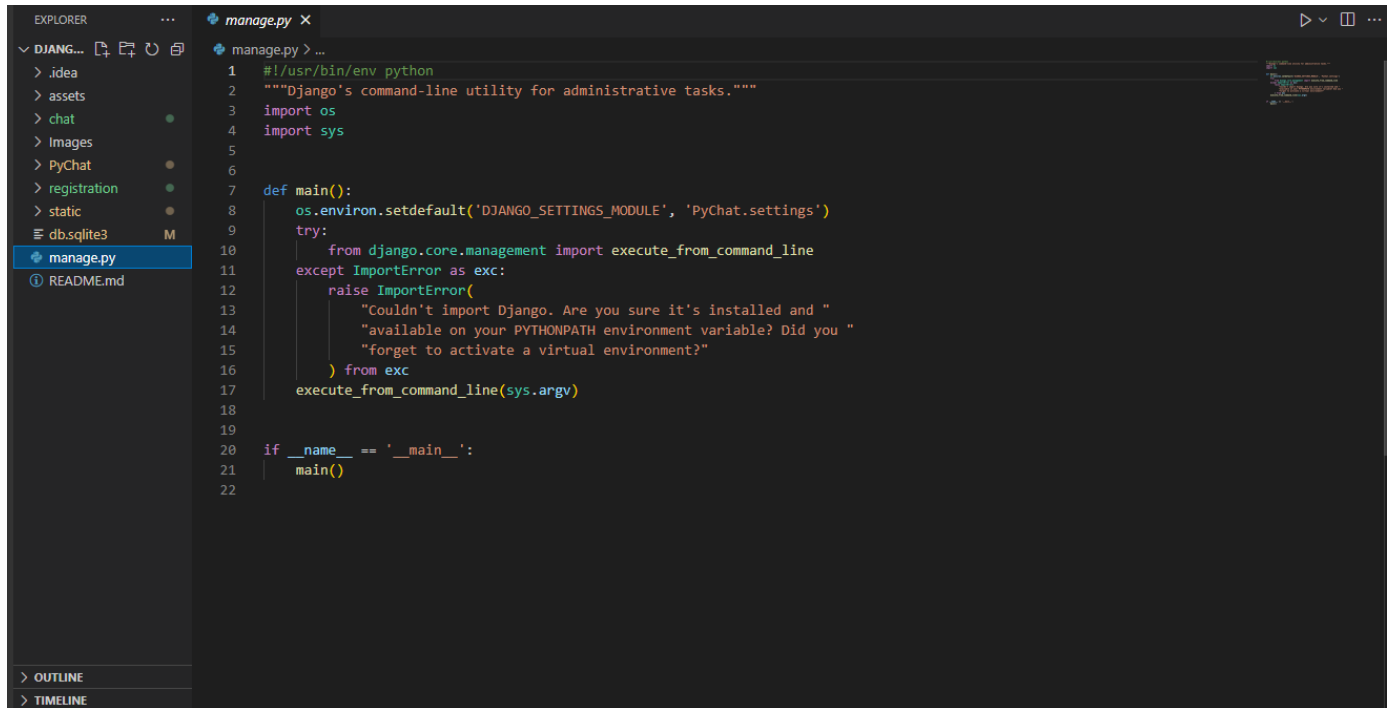 EXPLORER
DJANG...
.idea
assets
chat
Images
PyChat
registration
static
db.sqlite3 M
manage.py
README.md
OUTLINE
TIMELINE
manage.py
manage.py > ...
1 #!/usr/bin/env python
2 """Django's command-line utility for administrative tasks."""
3 import os
4 import sys
5
6
7 def main():
8     os.environ.setdefault('DJANGO_SETTINGS_MODULE', 'PyChat.settings')
9     try:
10         from django.core.management import execute_from_command_line
11     except ImportError as exc:
12         raise ImportError(
13             "Couldn't import Django. Are you sure it's installed and "
14             "available on your PYTHONPATH environment variable? Did you "
15             "forget to activate a virtual environment?"
16         ) from exc
17     execute_from_command_line(sys.argv)
18
19
20 if __name__ == '__main__':
21     main()
22